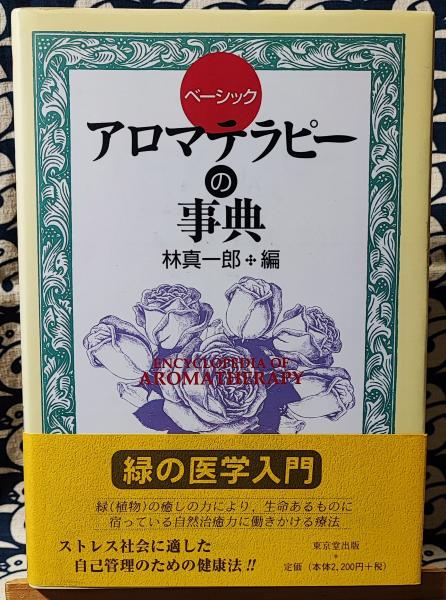 ベーシック
アロマテラピー
の
事典
林真一郎✢編
ENCYCLOPEDIA OF
AROMATHERAPY
緑の医学入門
緑(植物)の癒しの力により、生命あるものに
宿っている自然治癒力に働きかける療法
ストレス社会に適した
自己管理のための健康法!!
東京堂出版
定価(本体2,200円+税)